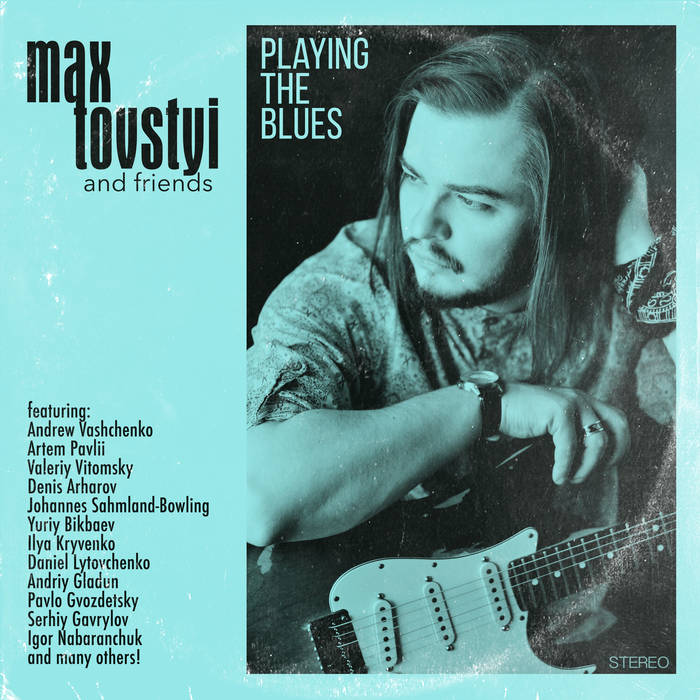 max
tovstyi
and friends
PLAYING
THE
BLUES
featuring:
Andrew Vashchenko
Artem Pavlii
Valeriy Vitomsky
Denis Arharov
Johannes Sahmland-Bowling
Yuriy Bikbaev
Ilya Kryvenko
Daniel Lytovchenko
Andriy Gladun
Pavlo Gvozdetsky
Serhiy Gavrylov
Igor Nabaranchuk
and many others!
STEREO